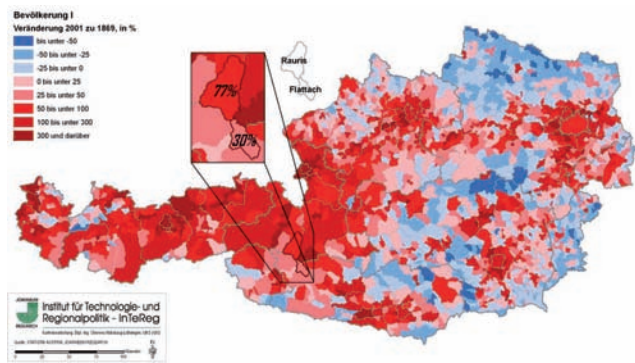 Bevölkerung I
Veränderung 2001 zu 1869, in %
bis unter -50
-50 bis unter -25
-25 bis unter 0
0 bis unter 25
25 bis unter 50
50 bis unter 100
100 bis unter 300
300 und darüber
77%
30%
Rauris
Flattach
JOANNEUM
RESEARCH
Institut für Technologie- und
Regionalpolitik - InTeReg